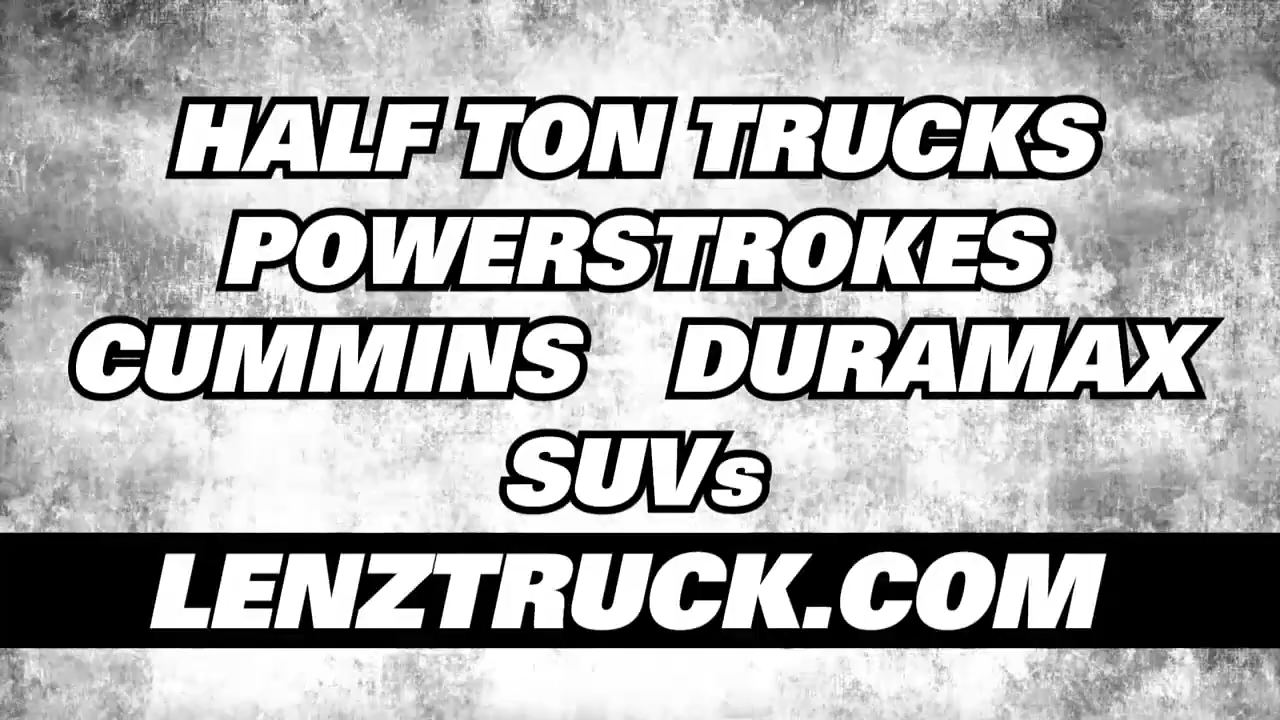 HALF TON TRUCKS
POWERSTROKES
CUMMINS DURAMAX
SUVs
LENZTRUCK.COM